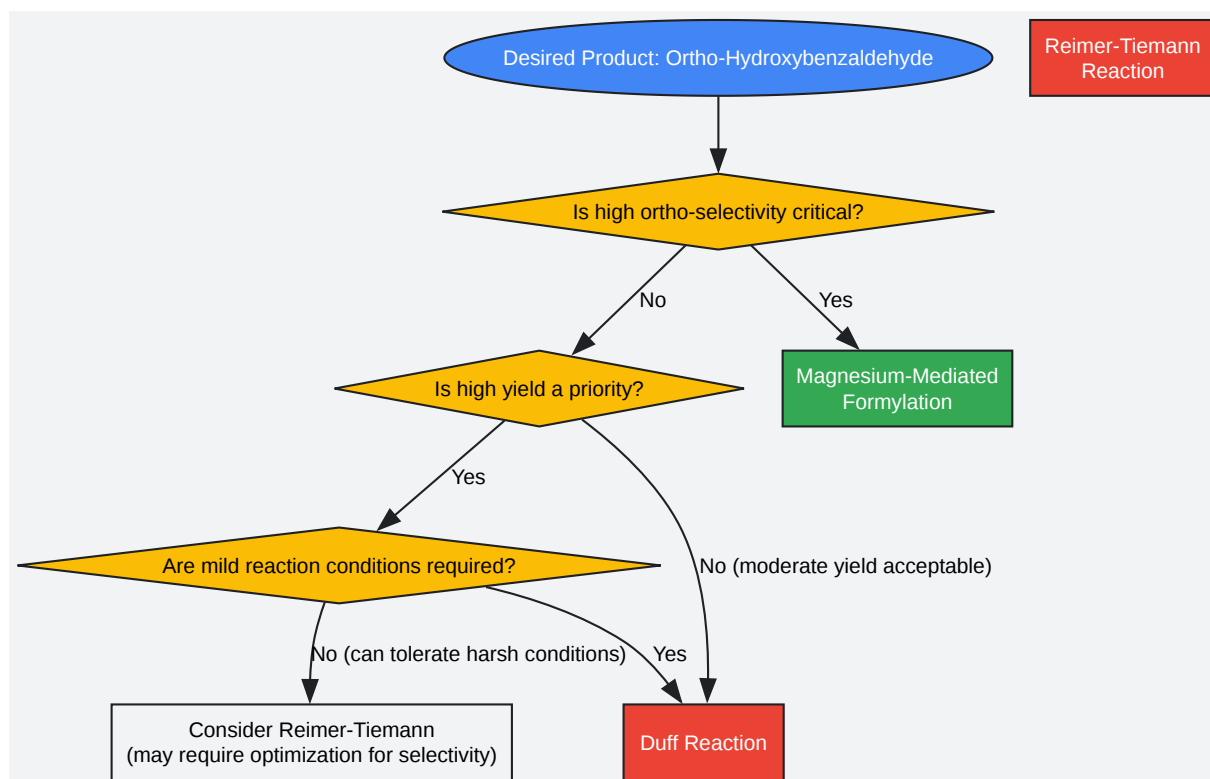 Desired Product: Ortho-Hydroxybenzaldehyde
Reimer-Tiemann
Reaction
Is high ortho-selectivity critical?
No
Yes
Is high yield a priority?
Magnesium-Mediated
Formylation
Yes
No (moderate yield acceptable)
Are mild reaction conditions required?
No (can tolerate harsh conditions)
Yes
Consider Reimer-Tiemann
(may require optimization for selectivity)
Duff Reaction